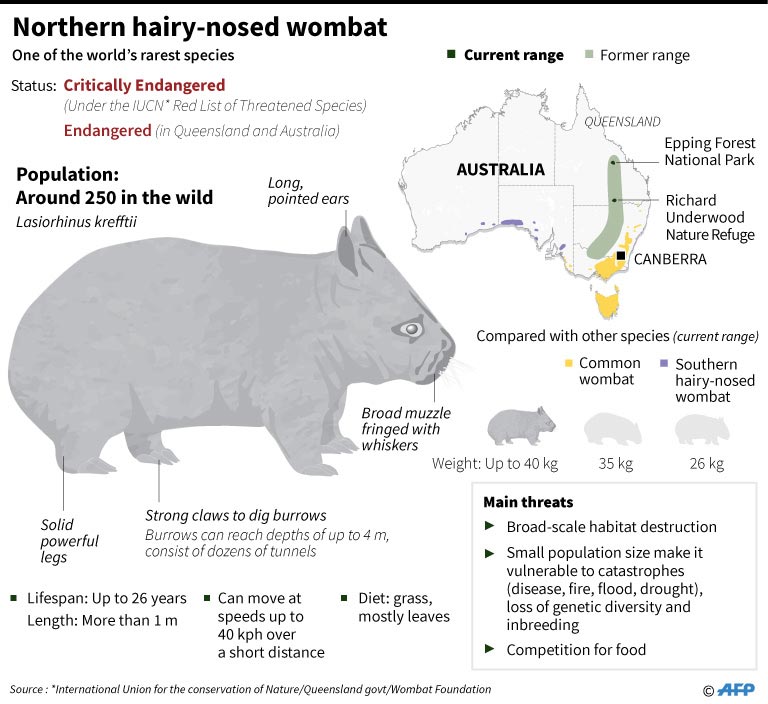 Northern hairy-nosed wombat
One of the world's rarest species
Status: Critically Endangered
(Under the IUCN* Red List of Threatened Species)
Endangered (in Queensland and Australia)
Population:
Around 250 in the wild
Lasiorhinus krefftii
Long,
pointed ears
Broad muzzle
fringed with
whiskers
Solid
powerful
legs
Strong claws to dig burrows
Burrows can reach depths of up to 4 m,
consist of dozens of tunnels
Current range
Former range
QUEENSLAND
AUSTRALIA
Epping Forest
National Park
Richard
Underwood
Nature Refuge
CANBERRA
Compared with other species (current range)
Common
wombat
Southern
hairy-nosed
wombat
Weight: Up to 40 kg
35 kg
26 kg
Main threats
Broad-scale habitat destruction
Small population size make it
vulnerable to catastrophes
(disease, fire, flood, drought),
loss of genetic diversity and
inbreeding
Competition for food
Lifespan: Up to 26 years
Length: More than 1 m
Can move at
speeds up to
40 kph over
a short distance
Diet: grass,
mostly leaves
Source : *International Union for the conservation of Nature/Queensland govt/Wombat Foundation
© AFP